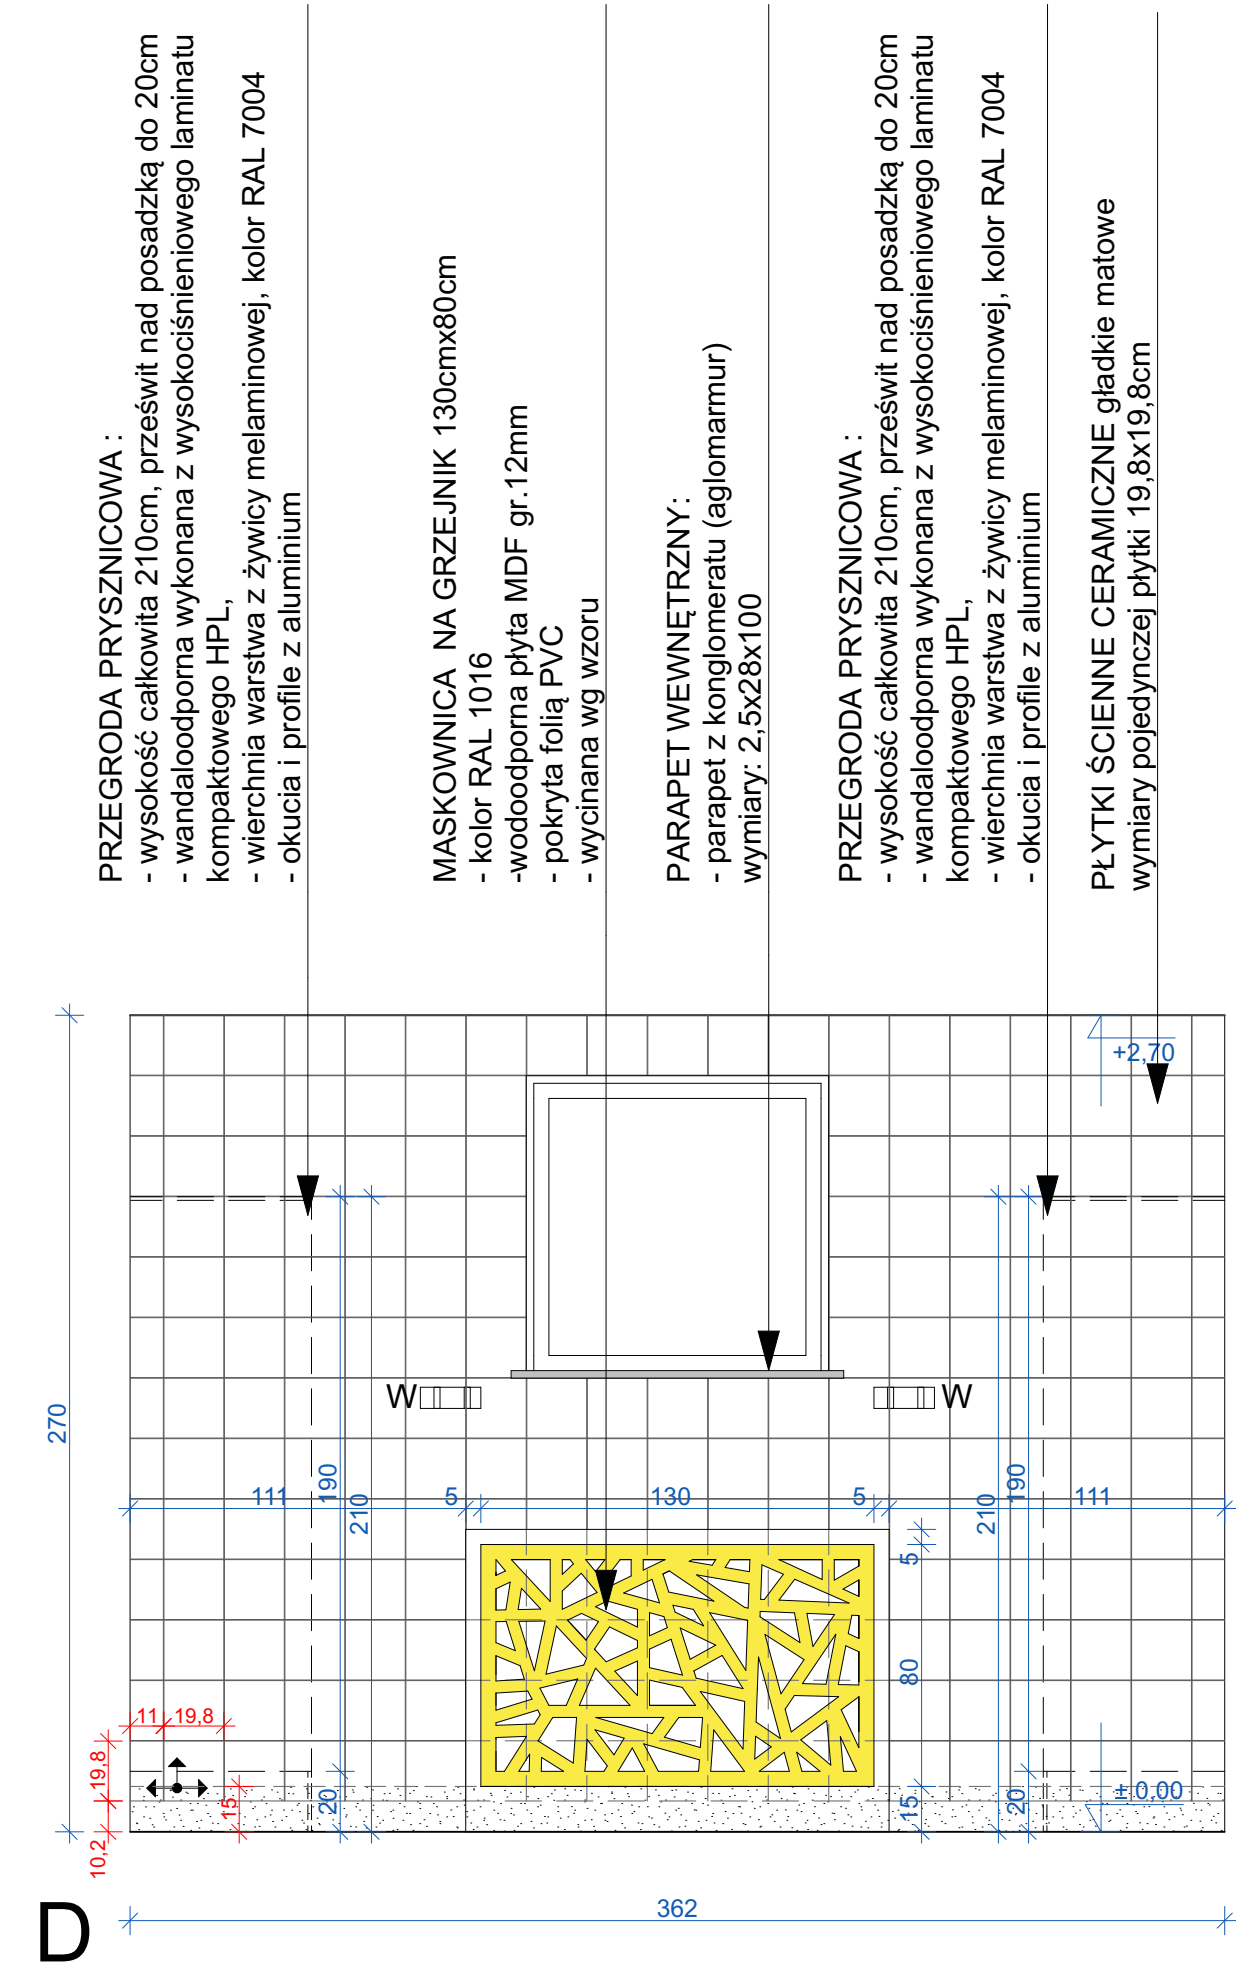 PRZEGRODA PRYSZNICOWA :
- wysokość całkowita 210cm, prześwit nad posadzką do 20cm
- wandaloodporna wykonana z wysokociśnieniowego laminatu
kompaktowego HPL,
- wierchnia warstwa z żywicy melaminowej, kolor RAL 7004
- okucia i profile z aluminium
MASKOWNICA NA GRZEJNIK 130cmx80cm
- kolor RAL 1016
-wodoodporna płyta MDF gr.12mm
- pokryta folią PVC
- wycinana wg wzoru
PARAPET WEWNĘTRZNY:
- parapet z konglomeratu (aglomarmur)
wymiary: 2,5x28x100
PRZEGRODA PRYSZNICOWA :
- wysokość całkowita 210cm, prześwit nad posadzką do 20cm
- wandaloodporna wykonana z wysokociśnieniowego laminatu
kompaktowego HPL,
- wierchnia warstwa z żywicy melaminowej, kolor RAL 7004
- okucia i profile z aluminium
PŁYTKI ŚCIENNE CERAMICZNE gładkie matowe
wymiary pojedynczej płytki 19,8x19,8cm
+2,70
W
W
270
111
190
210
5
130
5
210
190
111
5
80
11
19,8
19,8
15
20
15
20
± 0,00
10,2
362
D